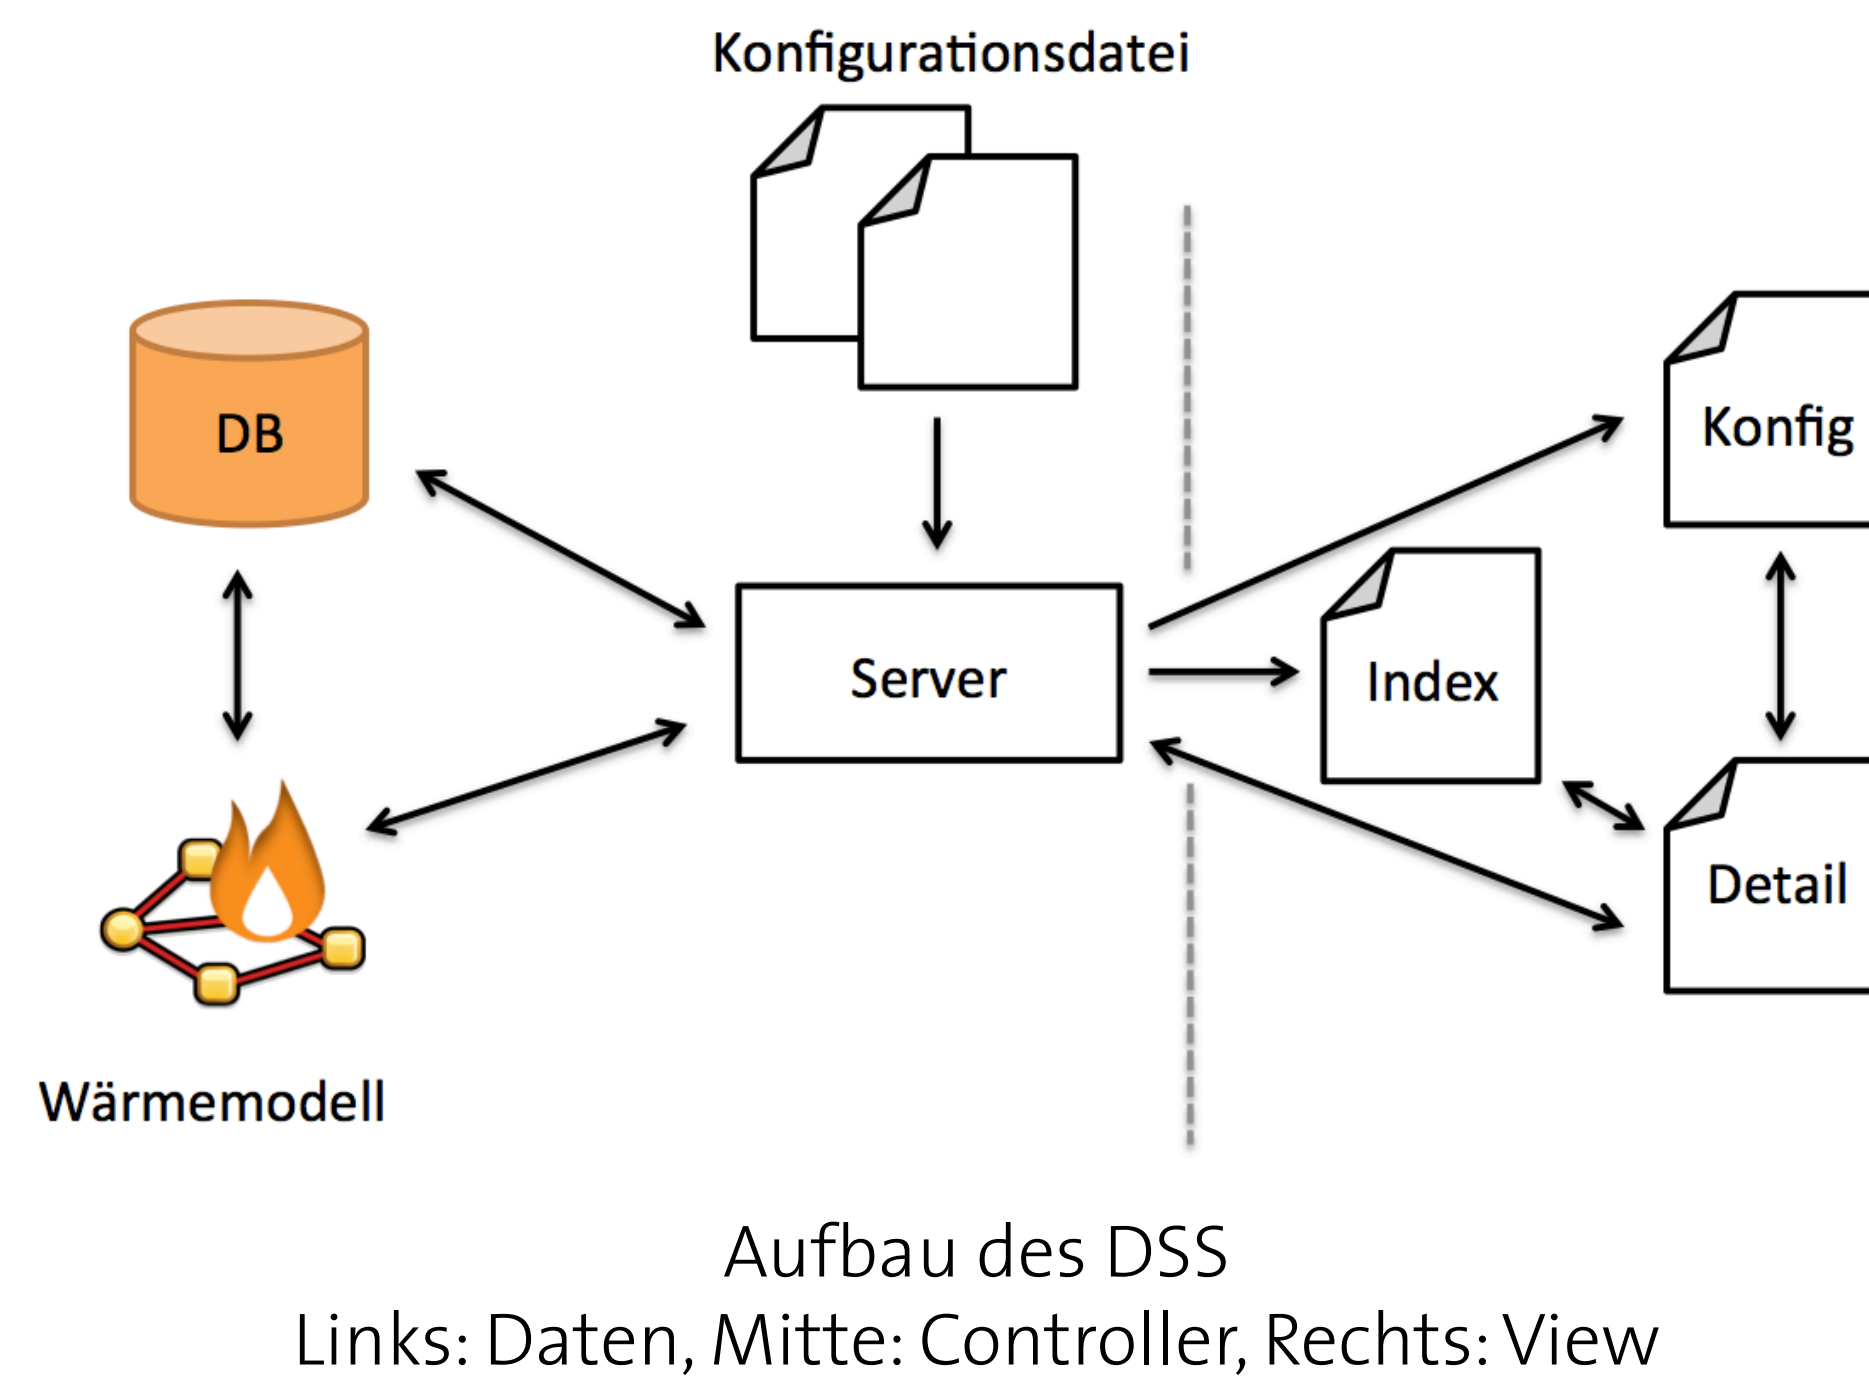 Konfigurationsdatei
DB
Konfig
Server
Index
Detail
Wärmemodell
Aufbau des DSS
Links: Daten, Mitte: Controller, Rechts: View